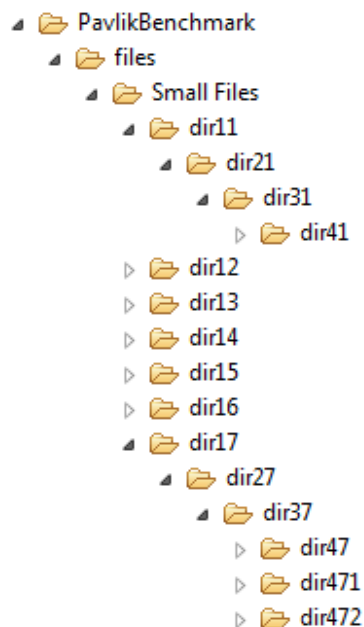 PavlikBenchmark
files
Small Files
dir11
dir21
dir31
dir41
dir12
dir13
dir14
dir15
dir16
dir17
dir27
dir37
dir47
dir471
dir472